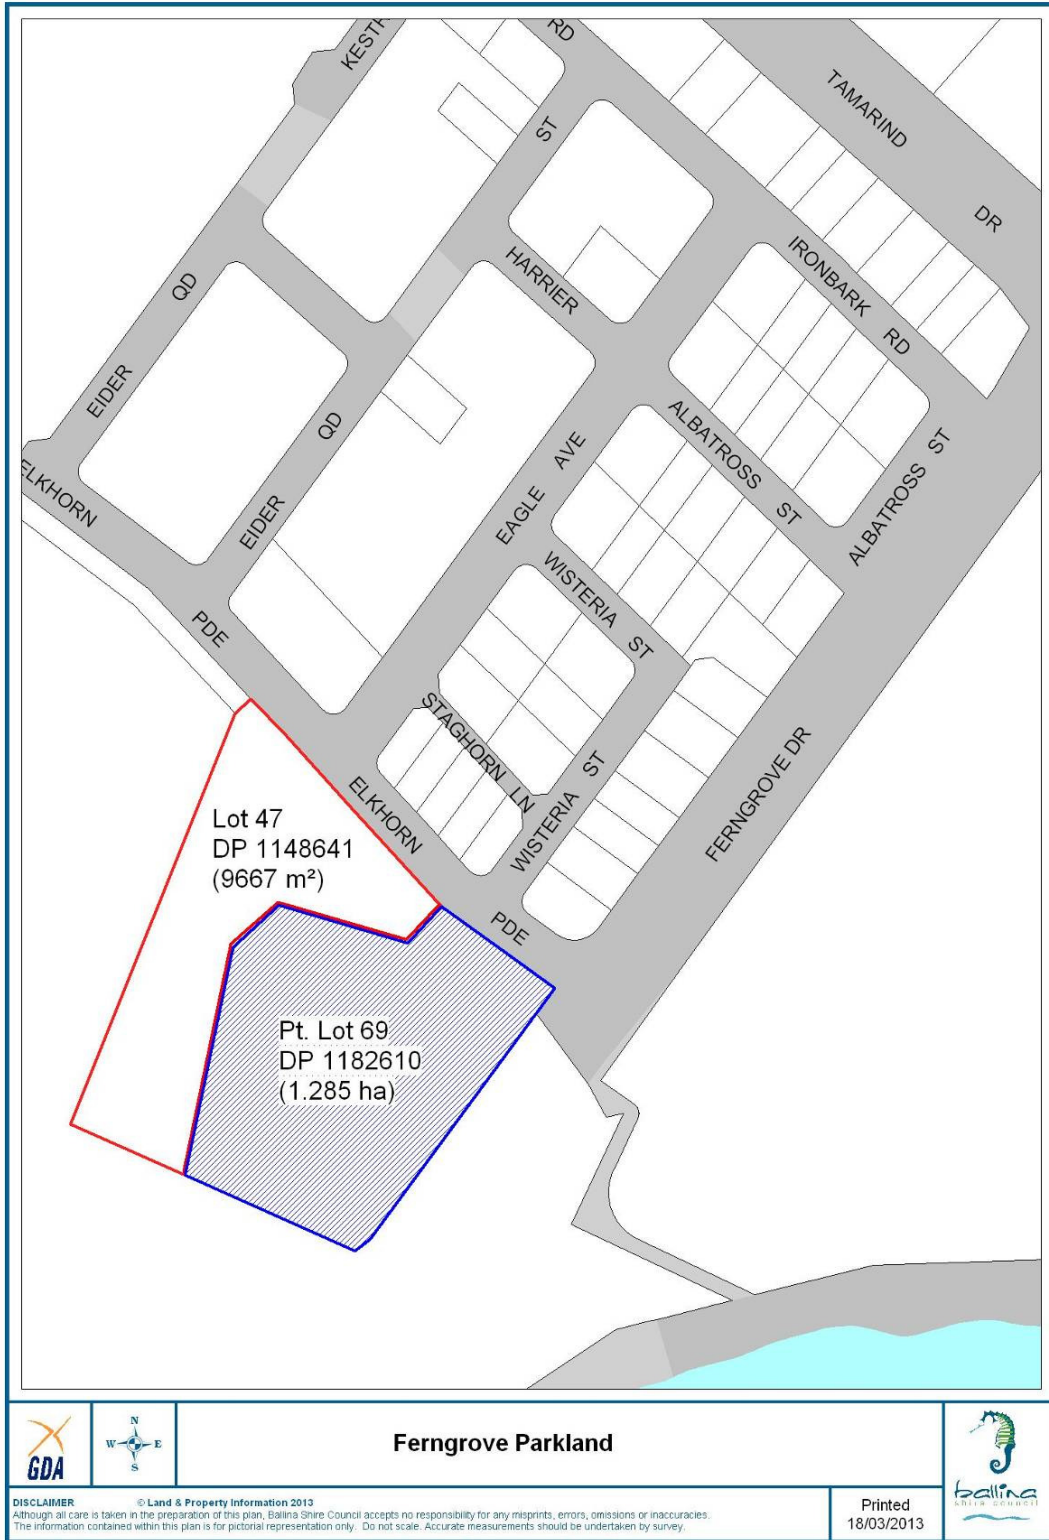 KESTR
RD
TAMARIND
DR
ST
HARRIER
IRONBARK RD
EIDER QD
EIDER QD
ELKHORN
PDE
EAGLE AVE
ALBATROSS ST
ALBATROSS ST
WISTERIA ST
STAGHORN LN
WISTERIA ST
FERNGROVE DR
ELKHORN
PDE
Lot 47
DP 1148641
(9667 m²)
Pt. Lot 69
DP 1182610
(1.285 ha)
GDA
N
W E
S
Ferngrove Parkland
ballina
shire council
DISCLAIMER © Land & Property Information 2013
Although all care is taken in the preparation of this plan, Ballina Shire Council accepts no responsibility for any misprints, errors, omissions or inaccuracies.
The information contained within this plan is for pictorial representation only. Do not scale. Accurate measurements should be undertaken by survey.
Printed
18/03/2013